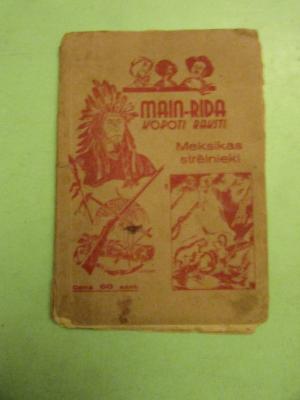 MAIN-RIDA
KOPOTI RAKSTI
Meksikas
strēlnieki
Cena 60 sant.